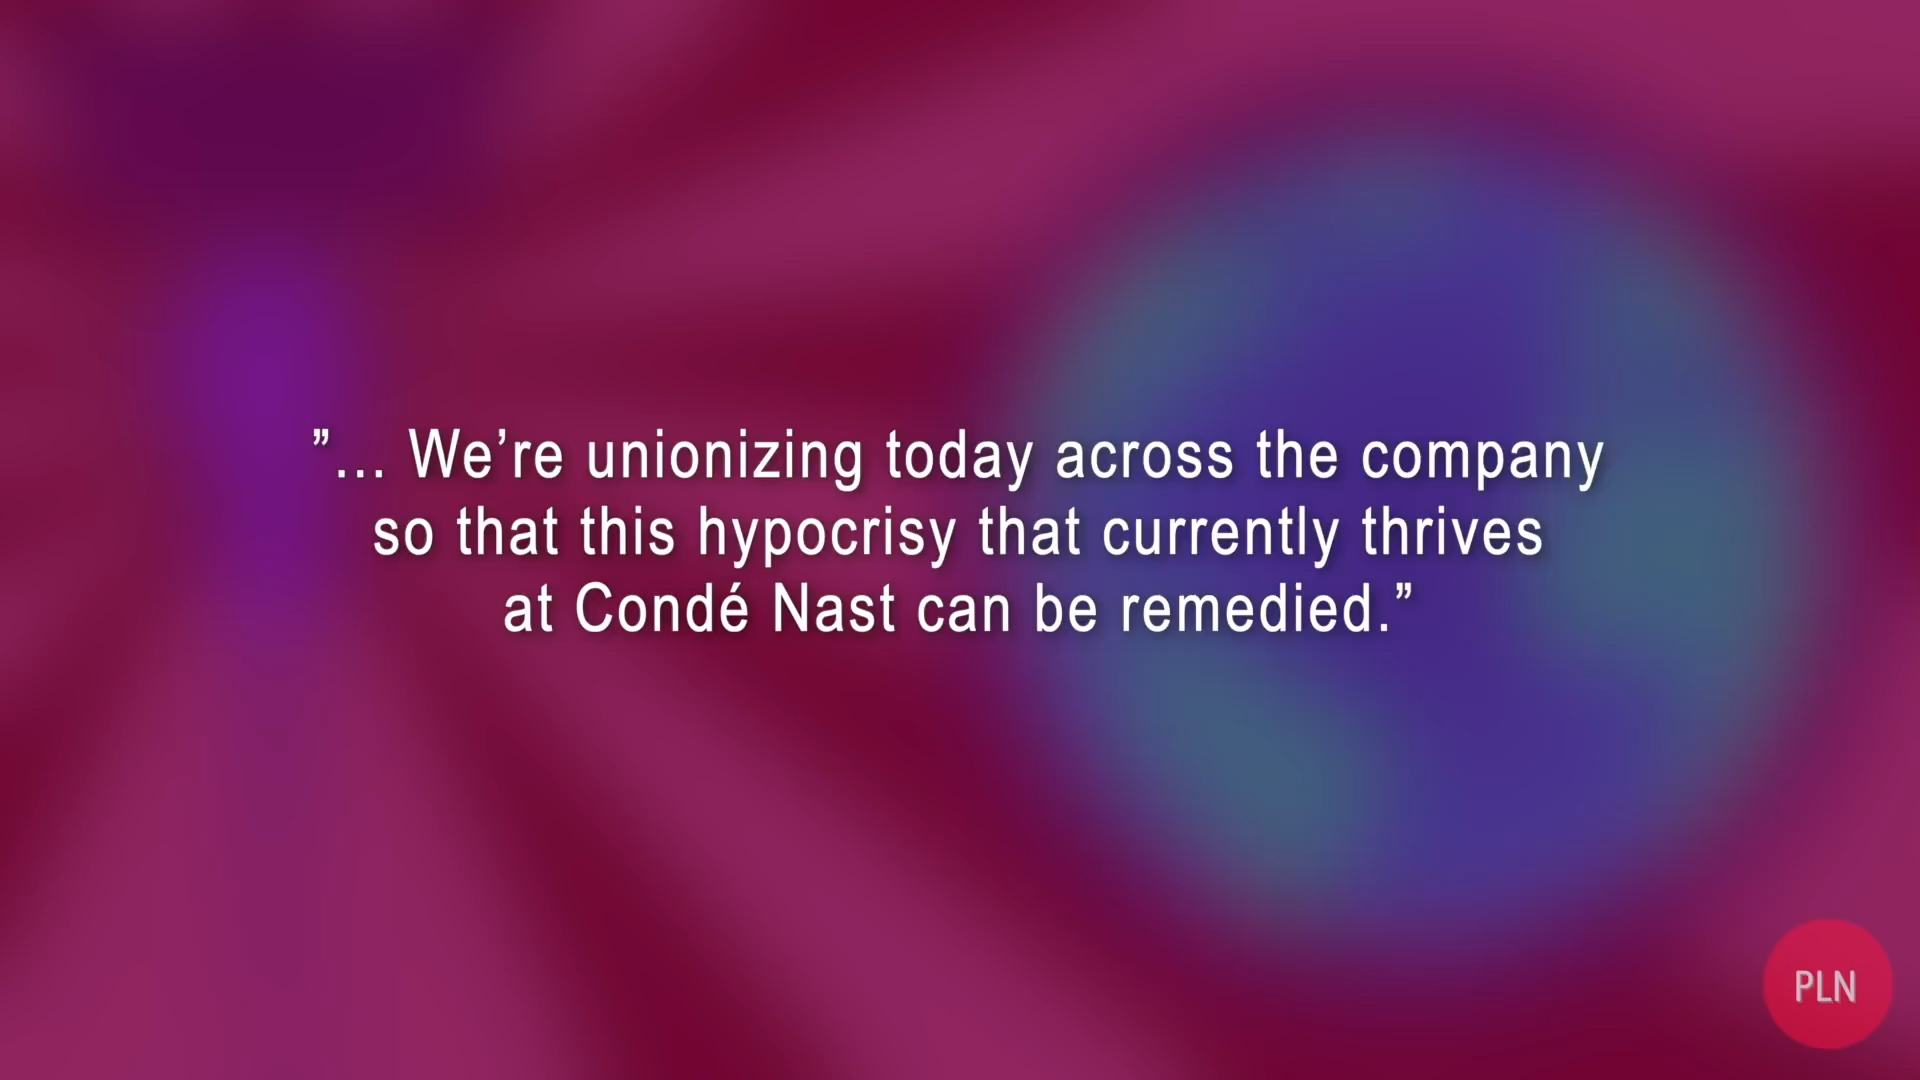 ”... We’re unionizing today across the company
so that this hypocrisy that currently thrives
at Condé Nast can be remedied.”
PLN